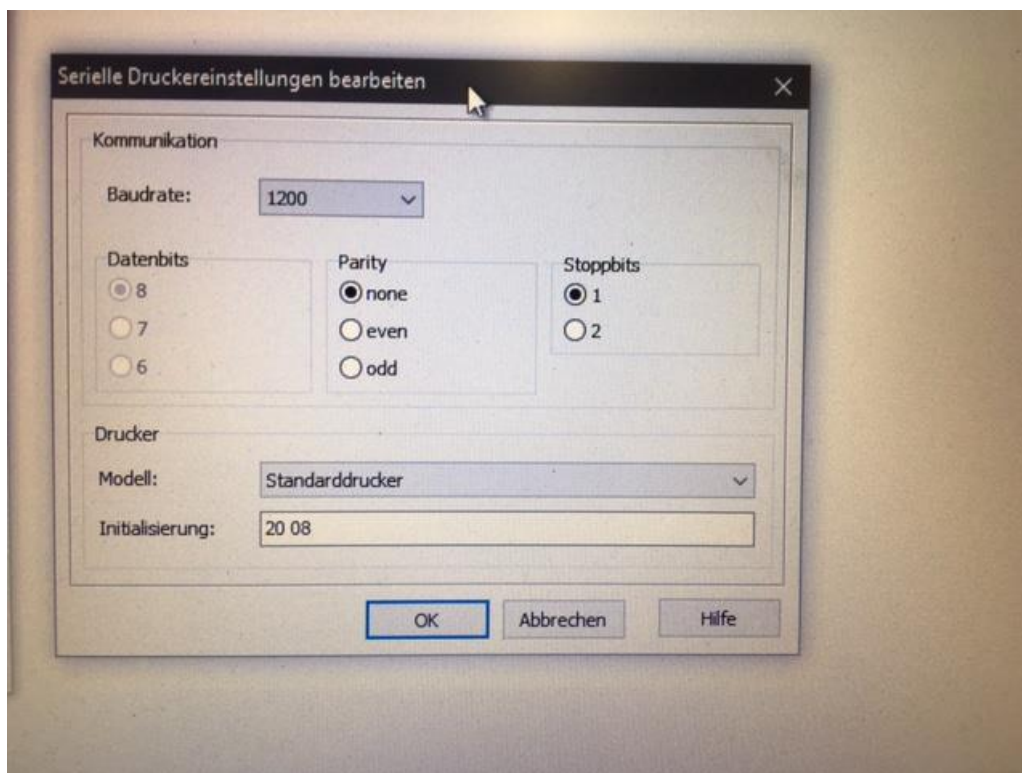 Serielle Druckereinstellungen bearbeiten
Kommunikation
Baudrate: 1200
Datenbits
8
7
6
Parity
none
even
odd
Stoppbits
1
2
Drucker
Modell: Standarddrucker
Initialisierung: 20 08
OK Abbrechen Hilfe